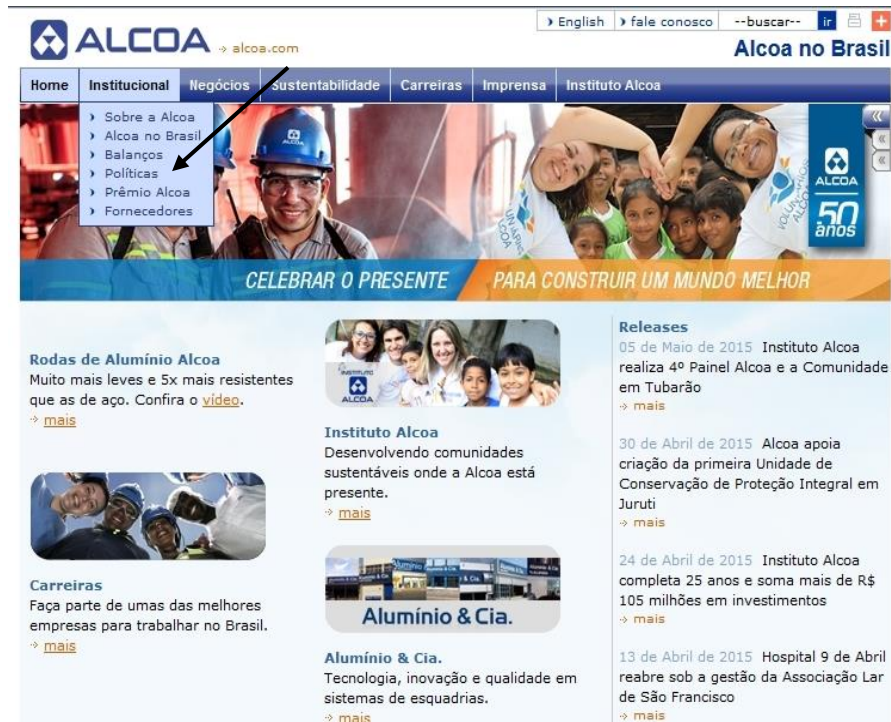 English
fale conosco
--buscar--
ir
ALCOA
alcoa.com
Alcoa no Brasil
Home
Institucional
Negócios
Sustentabilidade
Carreiras
Imprensa
Instituto Alcoa
Sobre a Alcoa
Alcoa no Brasil
Balanços
Políticas
Prêmio Alcoa
Fornecedores
ALCOA
ALCOA
50
anos
CELEBRAR O PRESENTE
PARA CONSTRUIR UM MUNDO MELHOR
Rodas de Alumínio Alcoa
Muito mais leves e 5x mais resistentes
que as de aço. Confira o vídeo.
mais
Carreiras
Faça parte de umas das melhores
empresas para trabalhar no Brasil.
mais
INSTITUTO
ALCOA
Instituto Alcoa
Desenvolvendo comunidades
sustentáveis onde a Alcoa está
presente.
mais
Alumínio & Cia.
Alumínio & Cia.
Tecnologia, inovação e qualidade em
sistemas de esquadrias.
mais
Releases
05 de Maio de 2015 Instituto Alcoa
realiza 4º Painel Alcoa e a Comunidade
em Tubarão
mais
30 de Abril de 2015 Alcoa apoia
criação da primeira Unidade de
Conservação de Proteção Integral em
Juruti
mais
24 de Abril de 2015 Instituto Alcoa
completa 25 anos e soma mais de R$
105 milhões em investimentos
mais
13 de Abril de 2015 Hospital 9 de Abril
reabre sob a gestão da Associação Lar
de São Francisco
mais